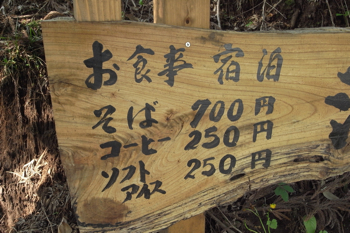 お食事 宿泊
そば 700円
コーヒー 250円
ソフト
アイス 250円